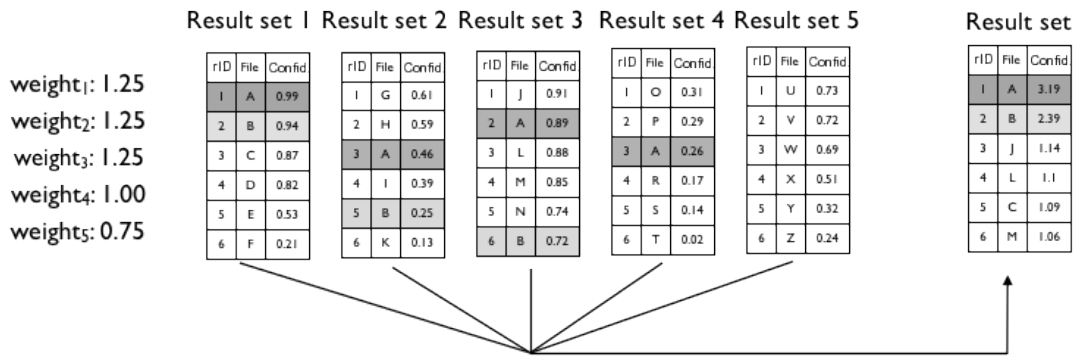 Result set 1 Result set 2 Result set 3 Result set 4 Result set 5 Result set
weight1: 1.25
weight2: 1.25
weight3: 1.25
weight4: 1.00
weight5: 0.75
rID File Confid.
1 A 0.99
2 B 0.94
3 C 0.87
4 D 0.82
5 E 0.53
6 F 0.21
rID File Confid.
1 G 0.61
2 H 0.59
3 A 0.46
4 I 0.39
5 B 0.25
6 K 0.13
rID File Confid.
1 J 0.91
2 A 0.89
3 L 0.88
4 M 0.85
5 N 0.74
6 B 0.72
rID File Confid.
1 O 0.31
2 P 0.29
3 A 0.26
4 R 0.17
5 S 0.14
6 T 0.02
rID File Confid.
1 U 0.73
2 V 0.72
3 W 0.69
4 X 0.51
5 Y 0.32
6 Z 0.24
rID File Confid.
1 A 3.19
2 B 2.39
3 J 1.14
4 L 1.1
5 C 1.09
6 M 1.06